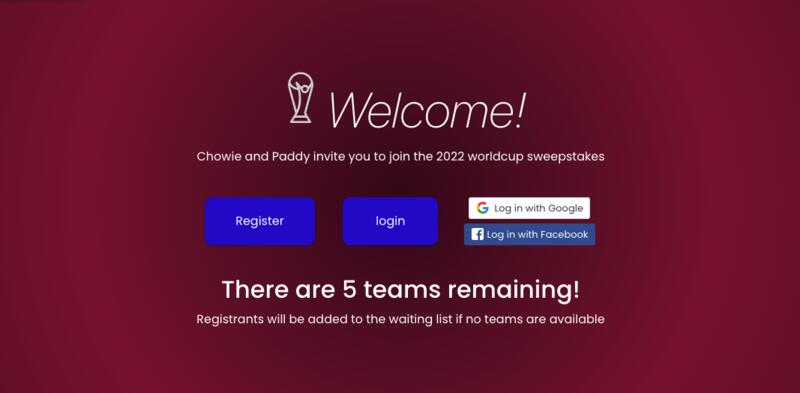 Welcome!
Chowie and Paddy invite you to join the 2022 worldcup sweepstakes
Register
login
Log in with Google
Log in with Facebook
There are 5 teams remaining!
Registrants will be added to the waiting list if no teams are available